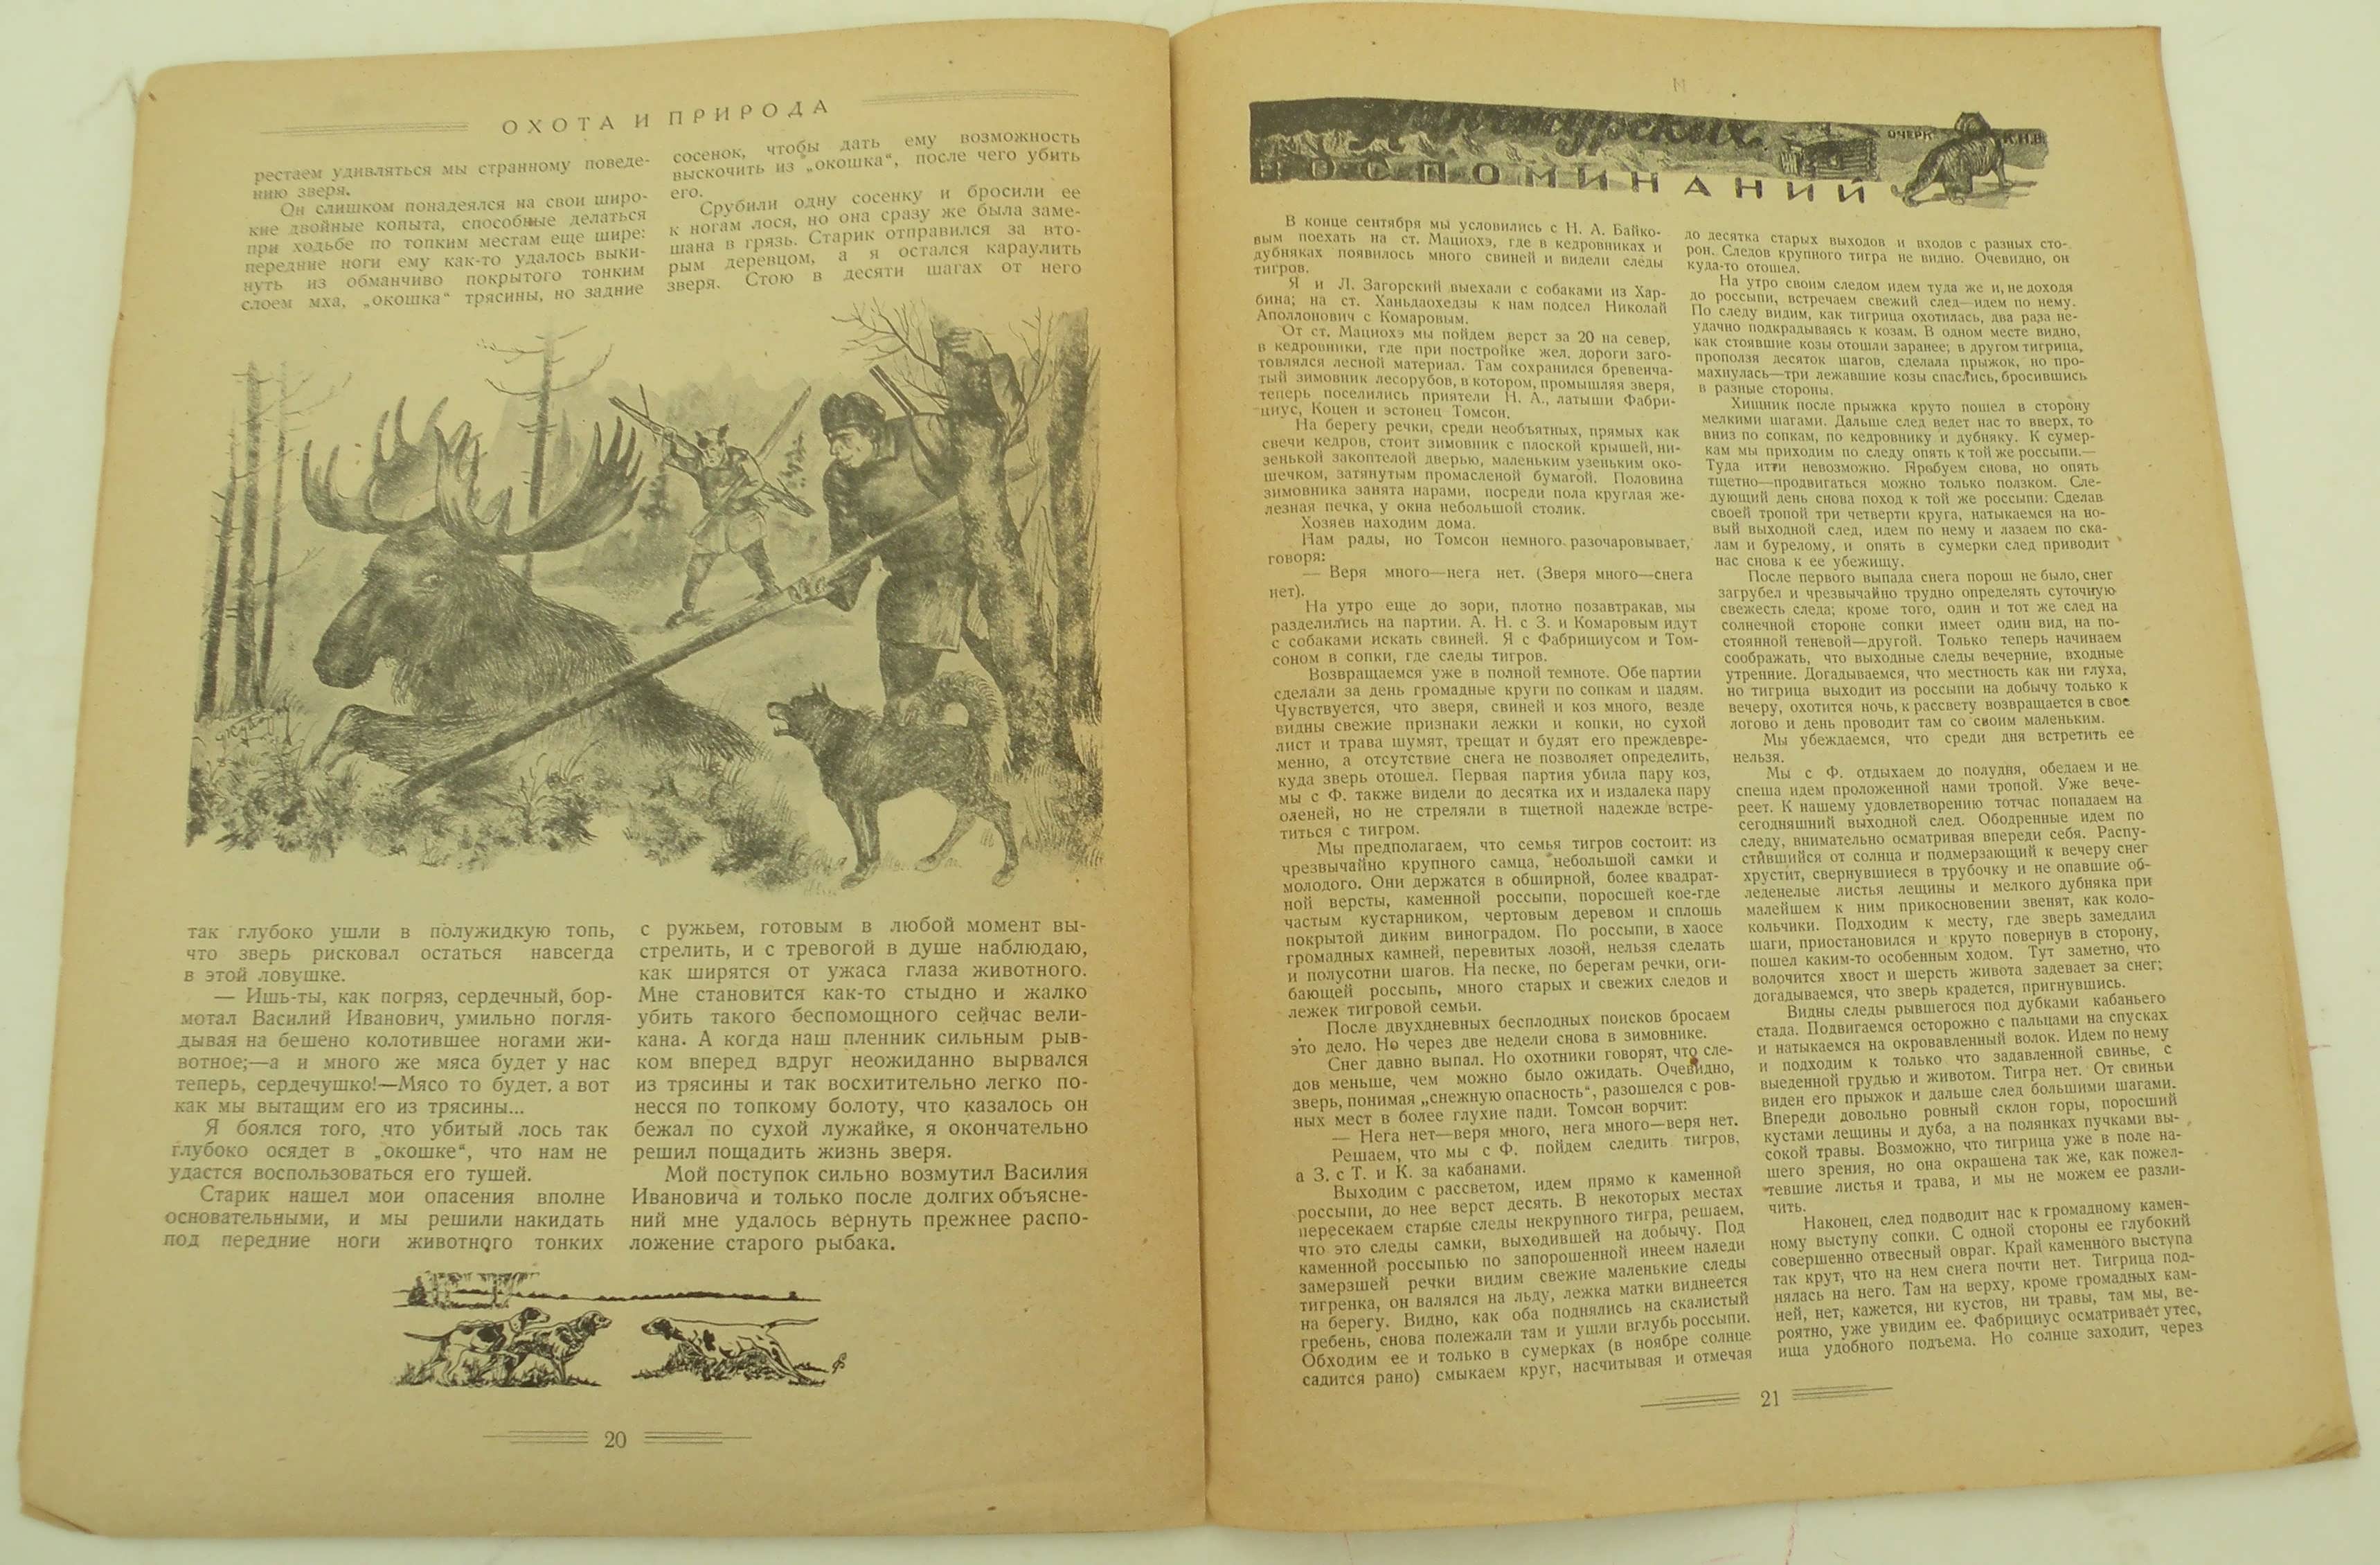 ОХОТА И ПРИРОДА
рестаем удивляться мы странному поведе-
нию зверя.
Он слишком понадеялся на свои широ-
кие двойные копыта, способные делаться
при ходьбе по топким местам еще шире:
передние ноги ему как-то удалось выки-
нуть из обманчиво покрытого тонким
слоем мха, „окошка“ трясины, но задние
сосенок, чтобы дать ему возможность
выскочить из „окошка“, после чего убить
его.
Срубили одну сосенку и бросили ее
к ногам лося, но она сразу же была заме-
шана в грязь. Старик отправился за вто-
рым деревцом, а я остался караулить
зверя. Стою в десяти шагах от него
так глубоко ушли в полужидкую топь,
что зверь рисковал остаться навсегда
в этой ловушке.
— Ишь-ты, как погряз, сердечный, бор-
мотал Василий Иванович, умильно погля-
дывая на бешено колотившее ногами жи-
вотное;—а и много же мяса будет у нас
теперь, сердечушко!—Мясо то будет, а вот
как мы вытащим его из трясины...
Я боялся того, что убитый лось так
глубоко осядет в „окошке“, что нам не
удастся воспользоваться его тушей.
Старик нашел мои опасения вполне
основательными, и мы решили накидать
под передние ноги животного тонких
с ружьем, готовым в любой момент вы-
стрелить, и с тревогой в душе наблюдаю,
как ширятся от ужаса глаза животного.
Мне становится как-то стыдно и жалко
убить такого беспомощного сейчас вели-
кана. А когда наш пленник сильным рыв-
ком вперед вдруг неожиданно вырвался
из трясины и так восхитительно легко по-
несся по топкому болоту, что казалось он
бежал по сухой лужайке, я окончательно
решил пощадить жизнь зверя.
Мой поступок сильно возмутил Василия
Ивановича и только после долгих объясне-
ний мне удалось вернуть прежнее распо-
ложение старого рыбака.
20
ОЧЕРК К.Н.В.
ВОСПОМИНАНИЙ
В конце сентября мы условились с Н. А. Байко-
вым поехать на ст. Мациохэ, где в кедровниках и
дубняках появилось много свиней и видели следы
тигров.
Я и Л. Загорский выехали с собаками из Хар-
бина; на ст. Ханьдаохедзы к нам подсел Николай
Аполлонович с Комаровым.
От ст. Мациохэ мы пойдем верст за 20 на север,
в кедровники, где при постройке жел. дороги заго-
товлялся лесной материал. Там сохранился бревенча-
тый зимовник лесорубов, в котором, промышляя зверя,
теперь поселились приятели Н. А., латыши Фабри-
циус, Коцен и эстонец Томсон.
На берегу речки, среди необъятных, прямых как
свечи кедров, стоит зимовник с плоской крышей, ни-
зенькой закоптелой дверью, маленьким узеньким око-
шечком, затянутым промасленой бумагой. Половина
зимовника занята нарами, посреди пола круглая же-
лезная печка, у окна небольшой столик.
Хозяев находим дома.
Нам рады, но Томсон немного разочаровывает,
говоря:
— Веря много—нега нет. (Зверя много—снега
нет).
На утро еще до зори, плотно позавтракав, мы
разделились на партии. А. Н. с З. и Комаровым идут
с собаками искать свиней. Я с Фабрициусом и Том-
соном в сопки, где следы тигров.
Возвращаемся уже в полной темноте. Обе партии
сделали за день громадные круги по сопкам и падям.
Чувствуется, что зверя, свиней и коз много, везде
видны свежие признаки лежки и копки, но сухой
лист и трава шумят, трещат и будят его преждевре-
менно, а отсутствие снега не позволяет определить,
куда зверь отошел. Первая партия убила пару коз,
мы с Ф. также видели до десятка их и издалека пару
оленей, но не стреляли в тщетной надежде встре-
титься с тигром.
Мы предполагаем, что семья тигров состоит: из
чрезвычайно крупного самца, небольшой самки и
молодого. Они держатся в обширной, более квадрат-
ной версты, каменной россыпи, поросшей кое-где
частым кустарником, чертовым деревом и сплошь
покрытой диким виноградом. По россыпи, в хаосе
громадных камней, перевитых лозой, нельзя сделать
и полусотни шагов. На песке, по берегам речки, оги-
бающей россыпь, много старых и свежих следов и
лежек тигровой семьи.
После двухдневных бесплодных поисков бросаем
это дело. Но через две недели снова в зимовнике.
Снег давно выпал. Но охотники говорят, что сле-
дов меньше, чем можно было ожидать. Очевидно,
зверь, понимая „снежную опасность“, разошелся с ров-
ных мест в более глухие пади. Томсон ворчит:
— Нега нет—веря много, нега много—веря нет.
Решаем, что мы с Ф. пойдем следить тигров,
а З. с Т. и К. за кабанами.
Выходим с рассветом, идем прямо к каменной
россыпи, до нее верст десять. В некоторых местах
пересекаем старые следы некрупного тигра, решаем,
что это следы самки, выходившей на добычу. Под
каменной россыпью по запорошенной инеем наледи
замерзшей речки видим свежие маленькие следы
тигренка, он валялся на льду, лежка матки виднеется
на берегу. Видно, как оба поднялись на скалистый
гребень, снова полежали там и ушли вглубь россыпи.
Обходим ее и только в сумерках (в ноябре солнце
садится рано) смыкаем круг, насчитывая и отмечая
до десятка старых выходов и входов с разных сто-
рон. Следов крупного тигра не видно. Очевидно, он
куда-то отошел.
На утро своим следом идем туда же и, не доходя
до россыпи, встречаем свежий след—идем по нему.
По следу видим, как тигрица охотилась, два раза не-
удачно подкрадываясь к козам. В одном месте видно,
как стоявшие козы отошли заранее; в другом тигрица,
проползя десяток шагов, сделала прыжок, но про-
махнулась—три лежавшие козы спаслись, бросившись
в разные стороны.
Хищник после прыжка круто пошел в сторону
мелкими шагами. Дальше след ведет нас то вверх, то
вниз по сопкам, по кедровнику и дубняку. К сумер-
кам мы приходим по следу опять к той же россыпи.—
Туда итти невозможно. Пробуем снова, но опять
тщетно—продвигаться можно только ползком. Сле-
дующий день снова поход к той же россыпи: Сделав
своей тропой три четверти круга, натыкаемся на но-
вый выходной след, идем по нему и лазаем по ска-
лам и бурелому, и опять в сумерки след приводит
нас снова к ее убежищу.
После первого выпада снега порош не было, снег
загрубел и чрезвычайно трудно определять суточную
свежесть следа; кроме того, один и тот же след на
солнечной стороне сопки имеет один вид, на по-
стоянной теневой—другой. Только теперь начинаем
соображать, что выходные следы вечерние, входные
утренние. Догадываемся, что местность как ни глуха,
но тигрица выходит из россыпи на добычу только к
вечеру, охотится ночь, к рассвету возвращается в свое
логово и день проводит там со своим маленьким.
Мы убеждаемся, что среди дня встретить ее
нельзя.
Мы с Ф. отдыхаем до полудня, обедаем и не
спеша идем проложенной нами тропой. Уже вече-
реет. К нашему удовлетворению тотчас попадаем на
сегодняшний выходной след. Ободренные идем по
следу, внимательно осматривая впереди себя. Распу-
стившийся от солнца и подмерзающий к вечеру снег
хрустит, свернувшиеся в трубочку и не опавшие об-
леденелые листья лещины и мелкого дубняка при
малейшем к ним прикосновении звенят, как коло-
кольчики. Подходим к месту, где зверь замедлил
шаги, приостановился и круто повернув в сторону,
пошел каким-то особенным ходом. Тут заметно, что
волочится хвост и шерсть живота задевает за снег;
догадываемся, что зверь крадется, пригнувшись.
Видны следы рывшегося под дубками кабаньего
стада. Подвигаемся осторожно с пальцами на спусках
и натыкаемся на окровавленный волок. Идем по нему
и подходим к только что задавленной свинье, с
выеденной грудью и животом. Тигра нет. От свиньи
виден его прыжок и дальше след большими шагами.
Впереди довольно ровный склон горы, поросший
кустами лещины и дуба, а на полянках пучками вы-
сокой травы. Возможно, что тигрица уже в поле на-
шего зрения, но она окрашена так же, как пожел-
тевшие листья и трава, и мы не можем ее разли-
чить.
Наконец, след подводит нас к громадному камен-
ному выступу сопки. С одной стороны ее глубокий
совершенно отвесный овраг. Край каменного выступа
так крут, что на нем снега почти нет. Тигрица под-
нялась на него. Там на верху, кроме громадных кам-
ней, нет, кажется, ни кустов, ни травы, там мы, ве-
роятно, уже увидим ее. Фабрициус осматривает утес,
ища удобного подъема. Но солнце заходит, через
21